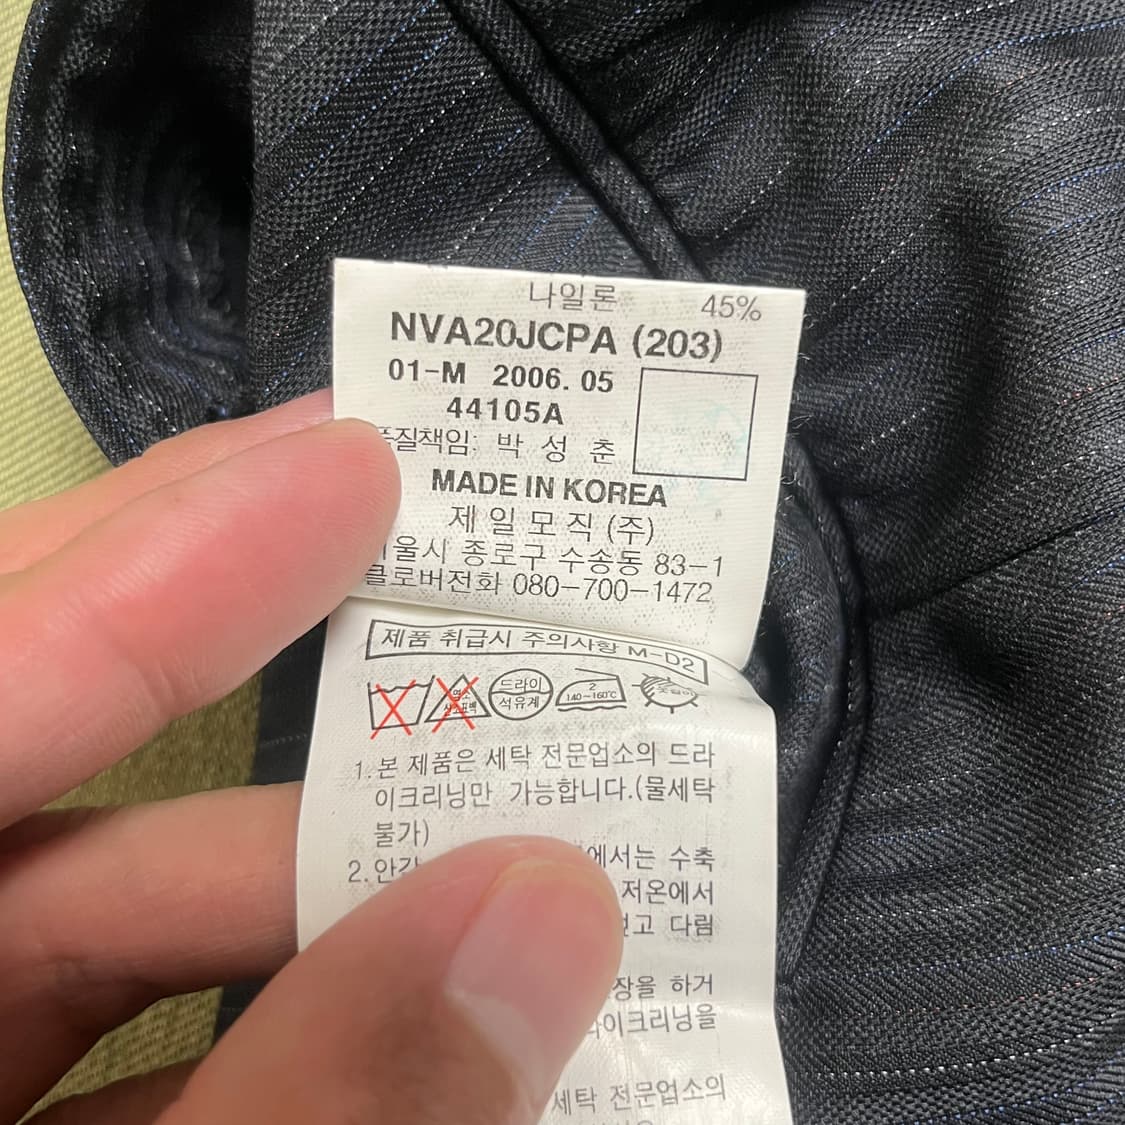 나일론 45%
NVA20JCPA (203)
01-M 2006. 05
44105A
품질책임: 박 성 춘
MADE IN KOREA
제일모직 (주)
서울시 종로구 수송동 83-1
클로버전화 080-700-1472
제품 취급시 주의사항 M-D2
드라이
석유계
2
140~160℃
1. 본 제품은 세탁 전문업소의 드라
이크리닝만 가능합니다.(물세탁
불가)
2. 에서는 수축
저온에서
고 다림
장을 하거
이크리닝을
세탁 전문업소의